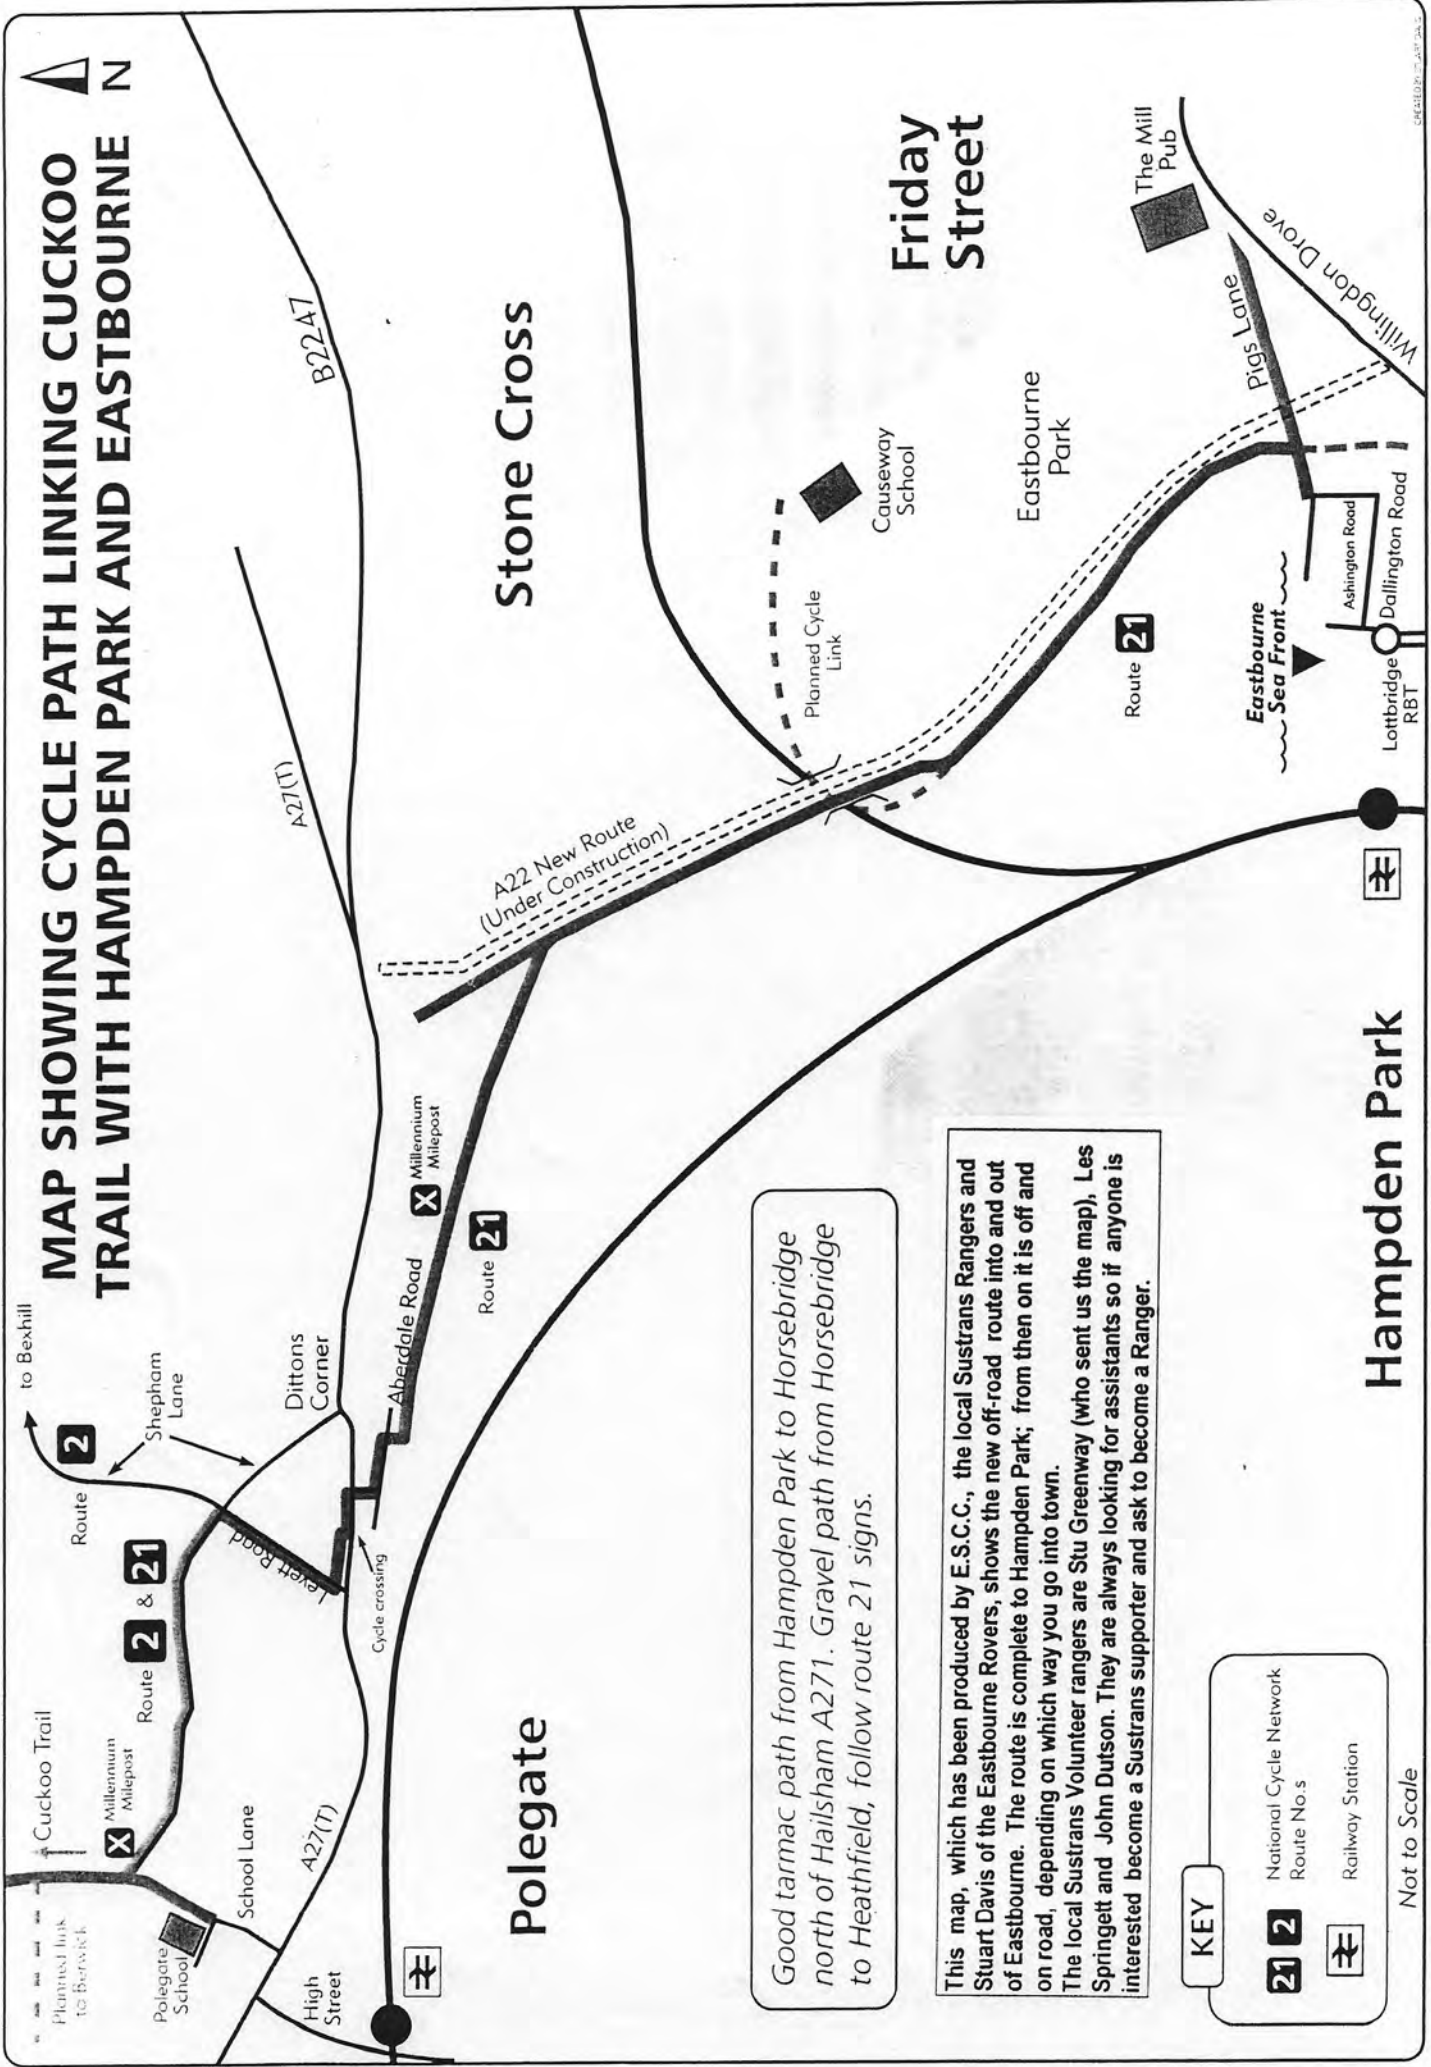 MAP SHOWING CYCLE PATH LINKING CUCKOO
TRAIL WITH HAMPDEN PARK AND EASTBOURNE
N
to Bexhill
Cuckoo Trail
Planned link
to Berwick
Millennium
Milepost
X
Route 2 & 21
Route 2
Shepham
Lane
Polegate
School
School Lane
High
Street
A27(T)
Levett Road
Dittons
Corner
Cycle crossing
Aberdale Road
X
Millennium
Milepost
Route 21
A27(T)
B2247
Polegate
Stone Cross
A22 New Route
(Under Construction)
Planned Cycle
Link
Causeway
School
Friday
Street
Eastbourne
Park
Route 21
The Mill
Pub
Pigs Lane
Willingdon Drove
Eastbourne
Sea Front
Ashington Road
Dallington Road
Lottbridge
RBT
Hampden Park
Good tarmac path from Hampden Park to Horsebridge
north of Hailsham A271. Gravel path from Horsebridge
to Heathfield, follow route 21 signs.
This map, which has been produced by E.S.C.C., the local Sustrans Rangers and
Stuart Davis of the Eastbourne Rovers, shows the new off-road route into and out
of Eastbourne. The route is complete to Hampden Park; from then on it is off and
on road, depending on which way you go into town.
The local Sustrans Volunteer rangers are Stu Greenway (who sent us the map), Les
Springett and John Dutson. They are always looking for assistants so if anyone is
interested become a Sustrans supporter and ask to become a Ranger.
KEY
21 2 National Cycle Network
Route No.s
Railway Station
Not to Scale
CREATED BY STUART DAVIS